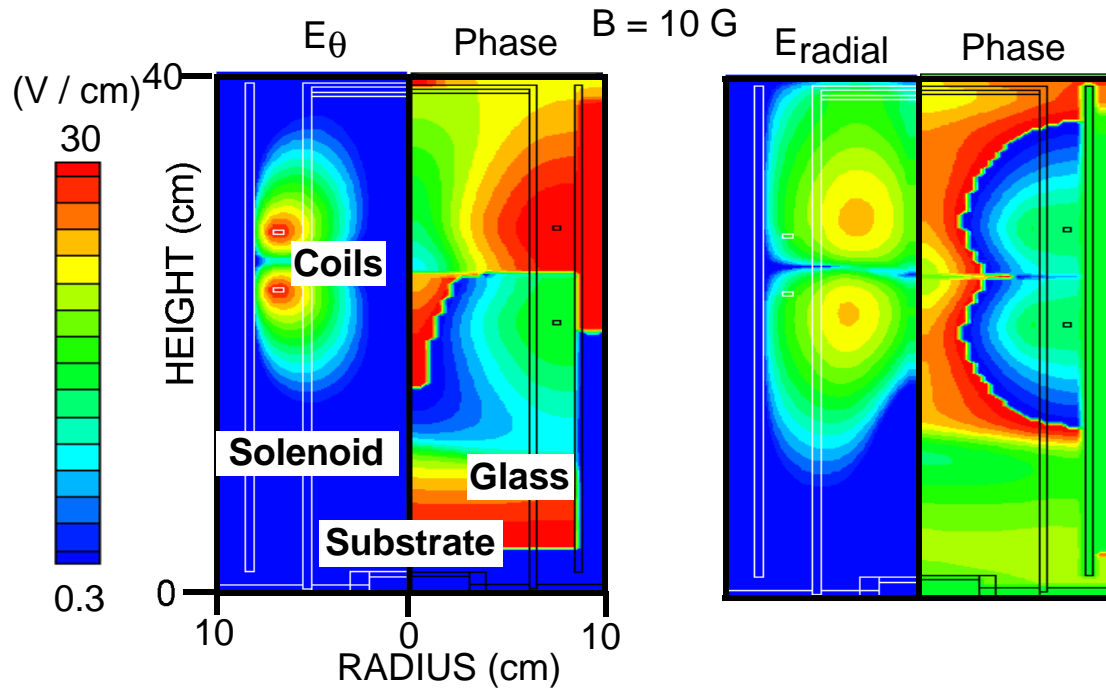 B = 10 G
Eθ Phase Eradial Phase
(V / cm)
30
0.3
40
HEIGHT (cm)
0
Coils
Solenoid
Glass
Substrate
10 0 10
RADIUS (cm)